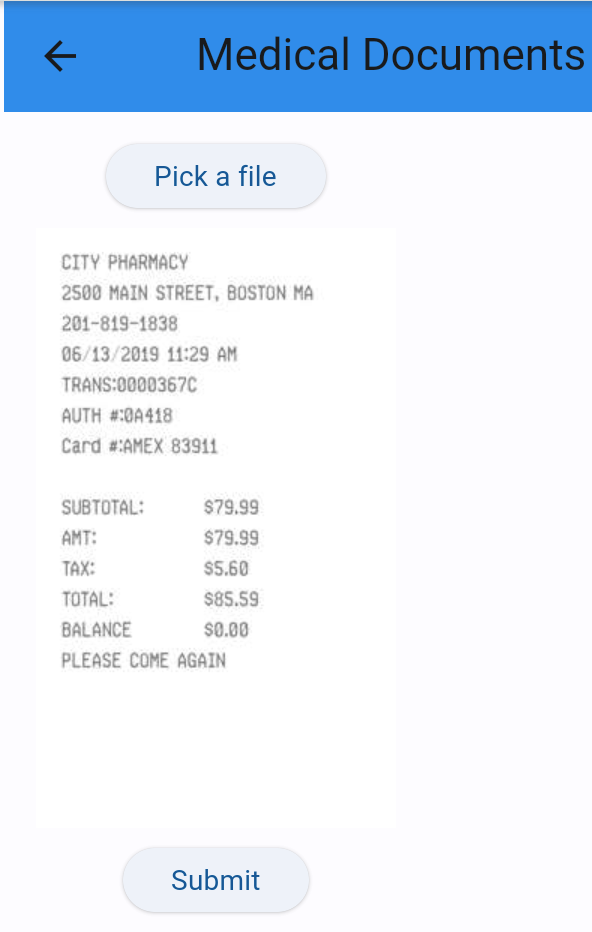 Medical Documents
Pick a file
CITY PHARMACY
2500 MAIN STREET, BOSTON MA
201-819-1838
06/13/2019 11:29 AM
TRANS:0000367C
AUTH #:0A418
Card #:AMEX 83911
SUBTOTAL: $79.99
AMT: $79.99
TAX: $5.60
TOTAL: $85.59
BALANCE $0.00
PLEASE COME AGAIN
Submit